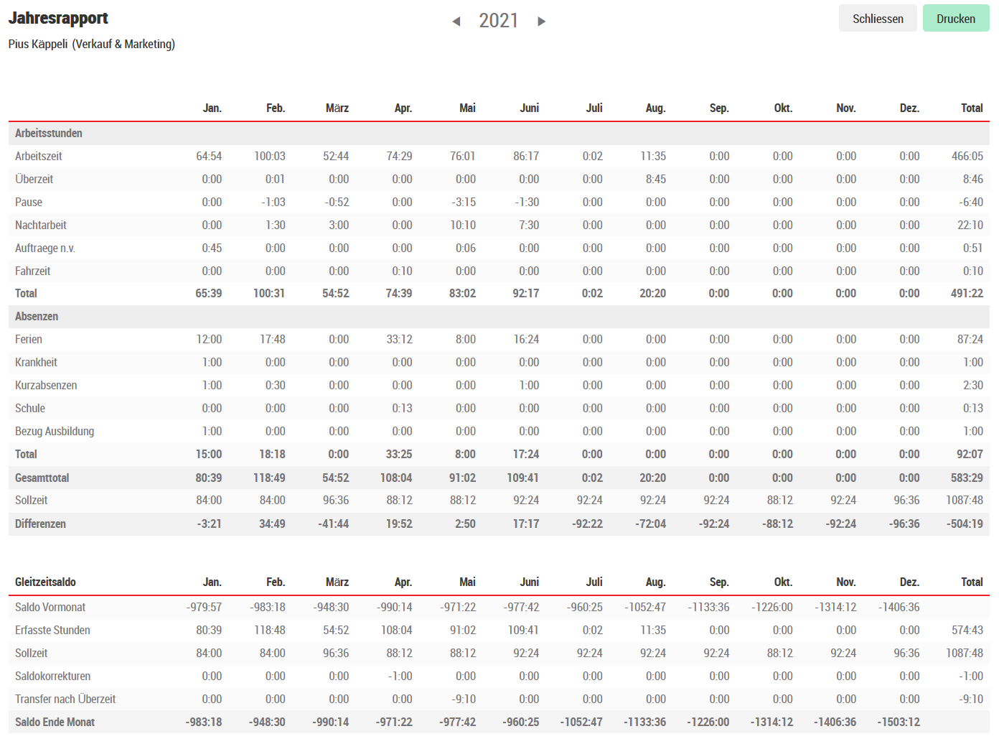 Jahresrapport
◀ 2021 ▶
Schliessen Drucken
Pius Käppeli (Verkauf & Marketing)
Jan. Feb. März Apr. Mai Juni Juli Aug. Sep. Okt. Nov. Dez. Total
Arbeitsstunden
Arbeitszeit 64:54 100:03 52:44 74:29 76:01 86:17 0:02 11:35 0:00 0:00 0:00 0:00 466:05
Überzeit 0:00 0:01 0:00 0:00 0:00 0:00 0:00 8:45 0:00 0:00 0:00 0:00 8:46
Pause 0:00 -1:03 -0:52 0:00 -3:15 -1:30 0:00 0:00 0:00 0:00 0:00 0:00 -6:40
Nachtarbeit 0:00 1:30 3:00 0:00 10:10 7:30 0:00 0:00 0:00 0:00 0:00 0:00 22:10
Auftraege n.v. 0:45 0:00 0:00 0:00 0:06 0:00 0:00 0:00 0:00 0:00 0:00 0:00 0:51
Fahrzeit 0:00 0:00 0:00 0:10 0:00 0:00 0:00 0:00 0:00 0:00 0:00 0:00 0:10
Total 65:39 100:31 54:52 74:39 83:02 92:17 0:02 20:20 0:00 0:00 0:00 0:00 491:22
Absenzen
Ferien 12:00 17:48 0:00 33:12 8:00 16:24 0:00 0:00 0:00 0:00 0:00 0:00 87:24
Krankheit 1:00 0:00 0:00 0:00 0:00 0:00 0:00 0:00 0:00 0:00 0:00 0:00 1:00
Kurzabsenzen 1:00 0:30 0:00 0:00 0:00 1:00 0:00 0:00 0:00 0:00 0:00 0:00 2:30
Schule 0:00 0:00 0:00 0:13 0:00 0:00 0:00 0:00 0:00 0:00 0:00 0:00 0:13
Bezug Ausbildung 1:00 0:00 0:00 0:00 0:00 0:00 0:00 0:00 0:00 0:00 0:00 0:00 1:00
Total 15:00 18:18 0:00 33:25 8:00 17:24 0:00 0:00 0:00 0:00 0:00 0:00 92:07
Gesamttotal 80:39 118:49 54:52 108:04 91:02 109:41 0:02 20:20 0:00 0:00 0:00 0:00 583:29
Sollzeit 84:00 84:00 96:36 88:12 88:12 92:24 92:24 92:24 92:24 88:12 92:24 96:36 1087:48
Differenzen -3:21 34:49 -41:44 19:52 2:50 17:17 -92:22 -72:04 -92:24 -88:12 -92:24 -96:36 -504:19
Gleitzeitsaldo Jan. Feb. März Apr. Mai Juni Juli Aug. Sep. Okt. Nov. Dez. Total
Saldo Vormonat -979:57 -983:18 -948:30 -990:14 -971:22 -977:42 -960:25 -1052:47 -1133:36 -1226:00 -1314:12 -1406:36
Erfasste Stunden 80:39 118:48 54:52 108:04 91:02 109:41 0:02 11:35 0:00 0:00 0:00 0:00 574:43
Sollzeit 84:00 84:00 96:36 88:12 88:12 92:24 92:24 92:24 92:24 88:12 92:24 96:36 1087:48
Saldokorrekturen 0:00 0:00 0:00 -1:00 0:00 0:00 0:00 0:00 0:00 0:00 0:00 0:00 -1:00
Transfer nach Überzeit 0:00 0:00 0:00 0:00 -9:10 0:00 0:00 0:00 0:00 0:00 0:00 0:00 -9:10
Saldo Ende Monat -983:18 -948:30 -990:14 -971:22 -977:42 -960:25 -1052:47 -1133:36 -1226:00 -1314:12 -1406:36 -1503:12